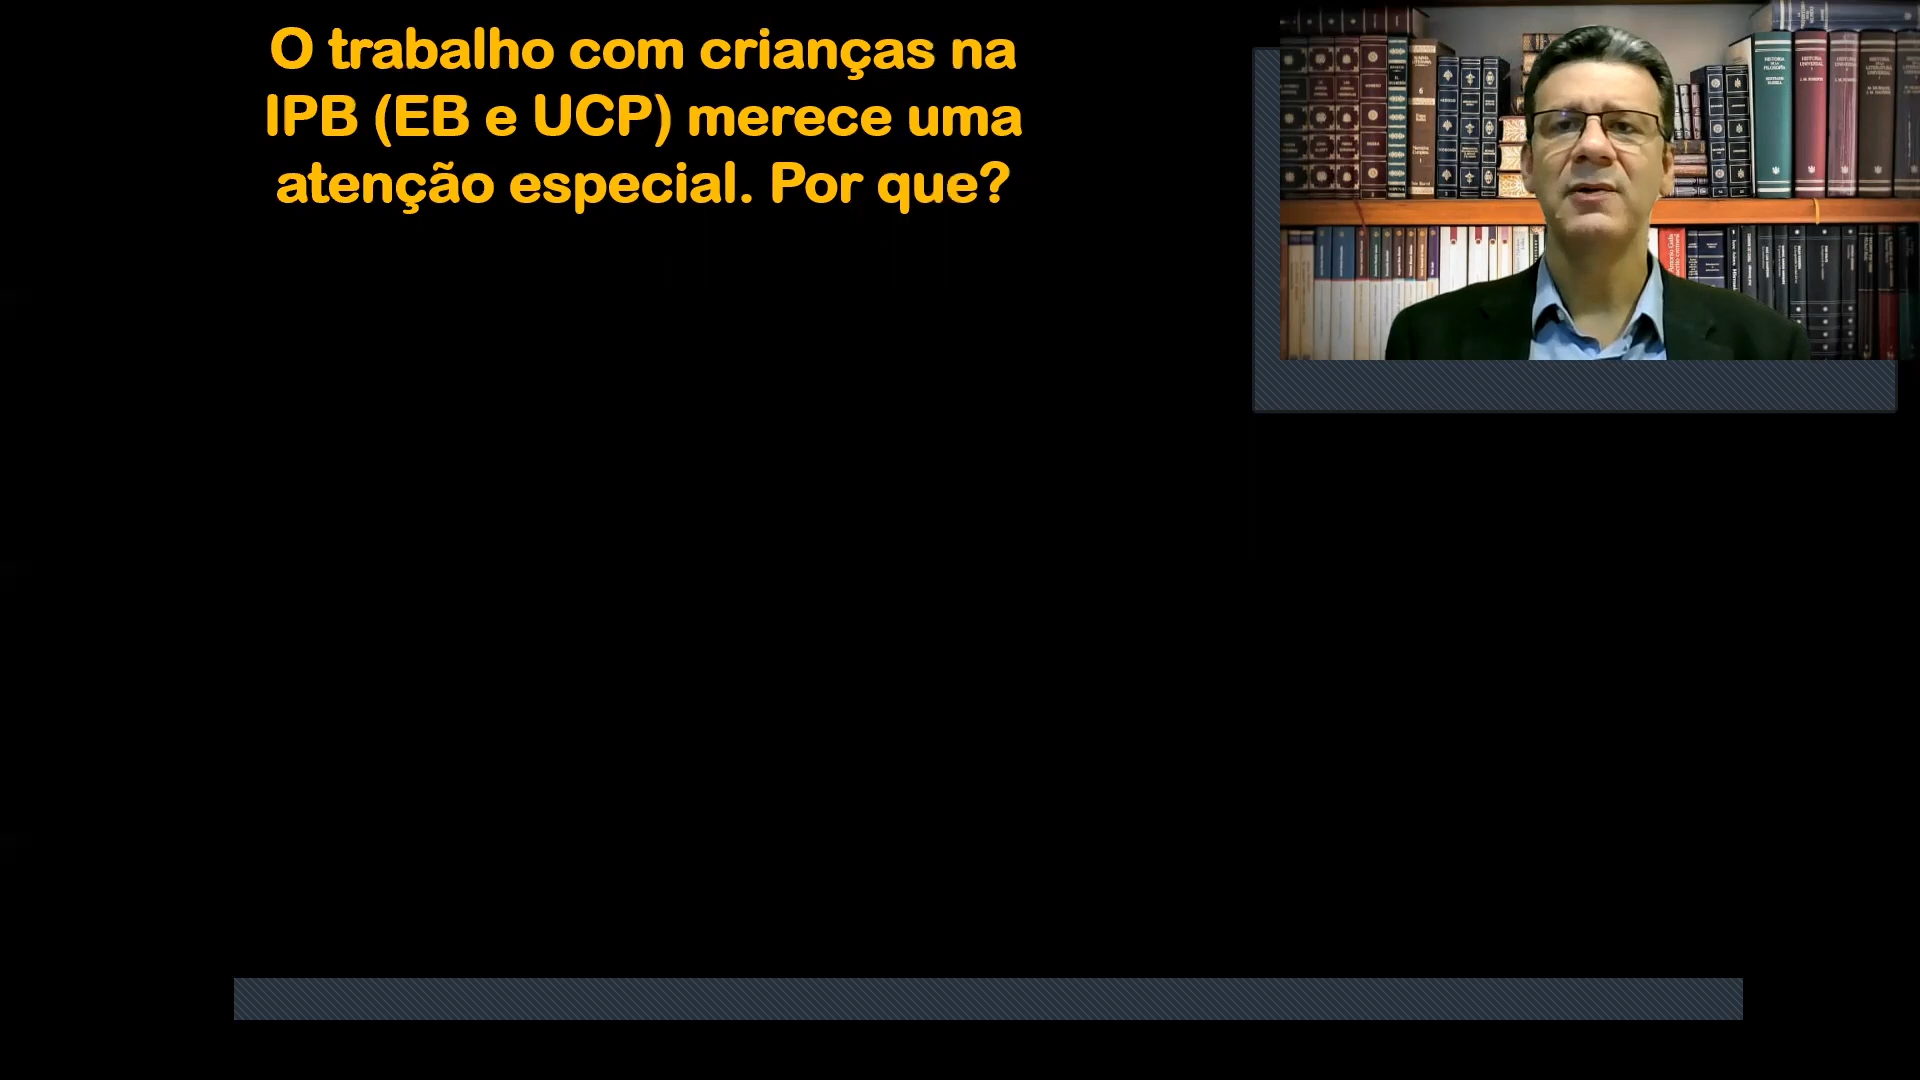 O trabalho com crianças na
IPB (EB e UCP) merece uma
atenção especial. Por que?